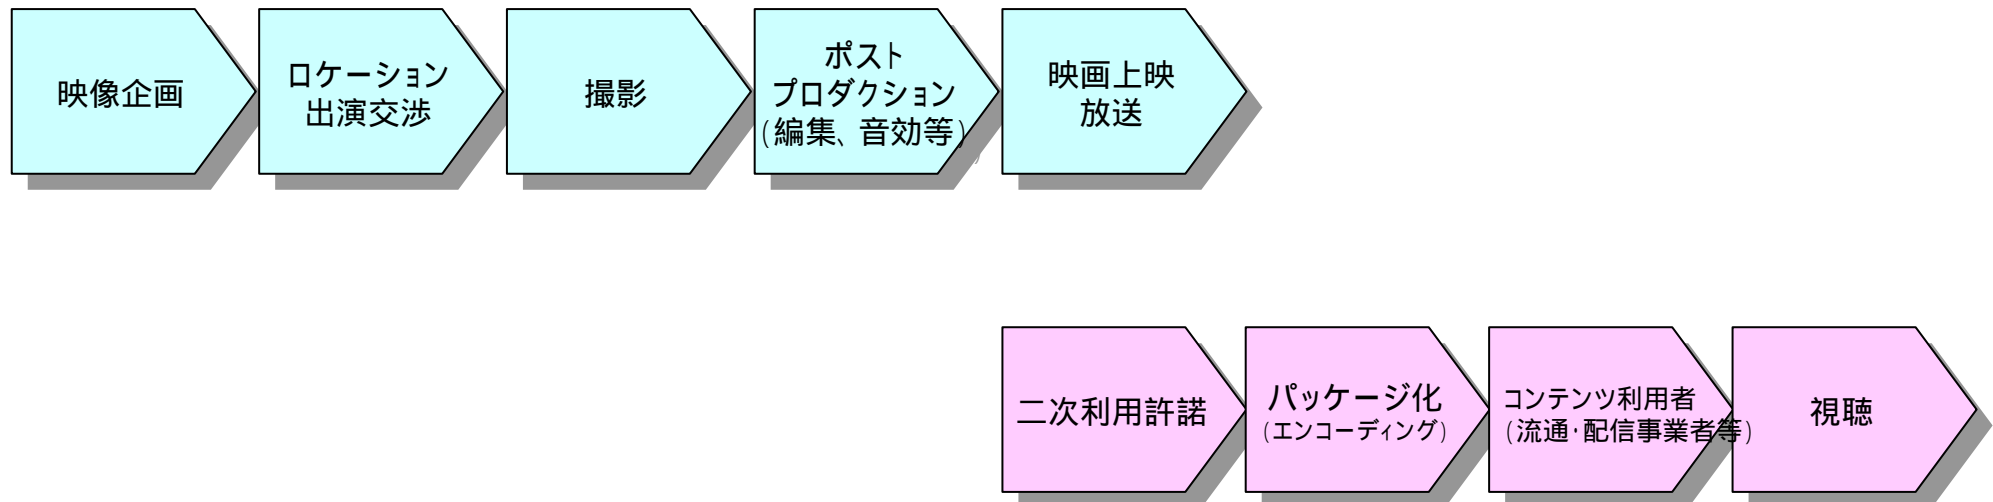 映像企画
ロケーション
出演交渉
撮影
ポスト
プロダクション
(編集、音効等)
映画上映
放送
二次利用許諾
パッケージ化
(エンコーディング)
コンテンツ利用者
(流通・配信事業者等)
視聴